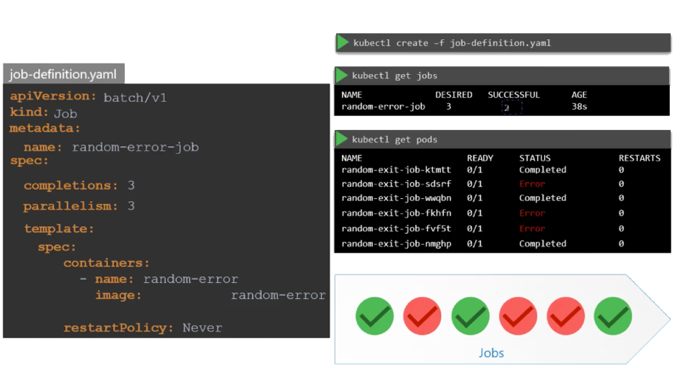 job-definition.yaml
apiVersion: batch/v1
kind: Job
metadata:
name: random-error-job
spec:
completions: 3
parallelism: 3
template:
spec:
containers:
- name: random-error
image: random-error
restartPolicy: Never
kubectl create -f job-definition.yaml
kubectl get jobs
NAME DESIRED SUCCESSFUL AGE
random-error-job 3 38s
kubectl get pods
NAME READY STATUS RESTARTS
random-exit-job-ktmtt 0/1 Completed 0
random-exit-job-sdsrf 0/1 Error 0
random-exit-job-wwqbn 0/1 Completed 0
random-exit-job-fkhfn 0/1 Error 0
random-exit-job-fvf5t 0/1 Error 0
random-exit-job-nmghp 0/1 Completed 0
Jobs